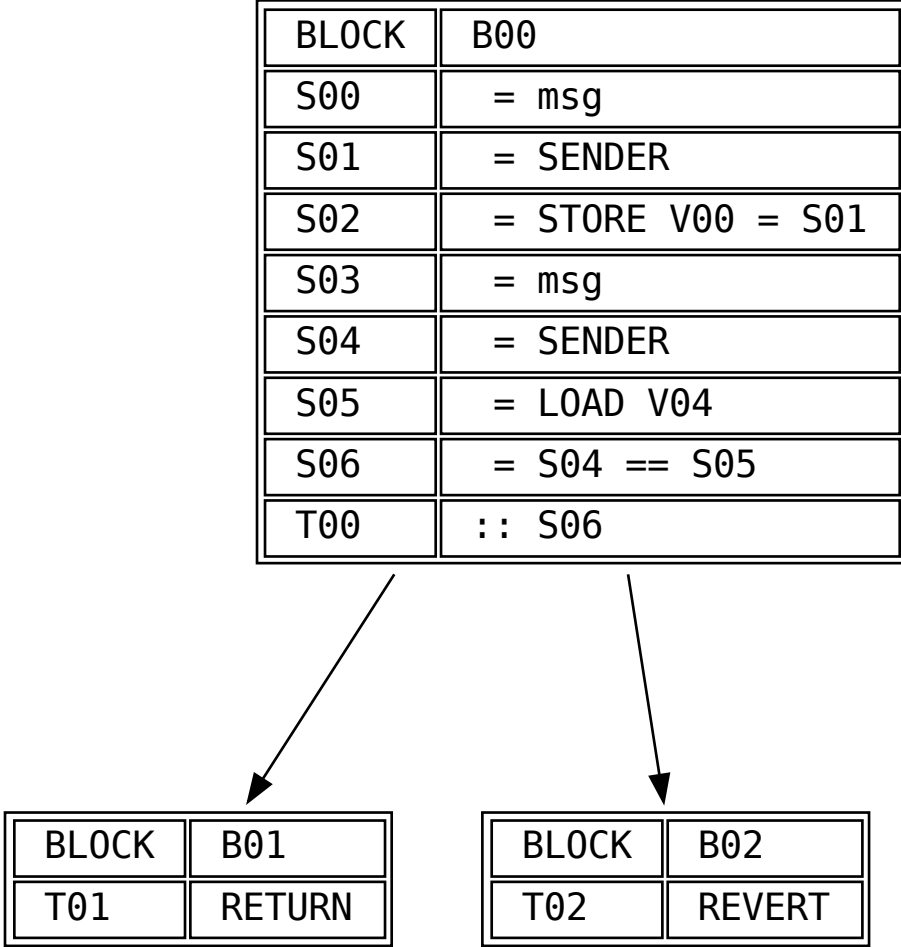 BLOCK B00
S00 = msg
S01 = SENDER
S02 = STORE V00 = S01
S03 = msg
S04 = SENDER
S05 = LOAD V04
S06 = S04 == S05
T00 :: S06
BLOCK B01
T01 RETURN
BLOCK B02
T02 REVERT